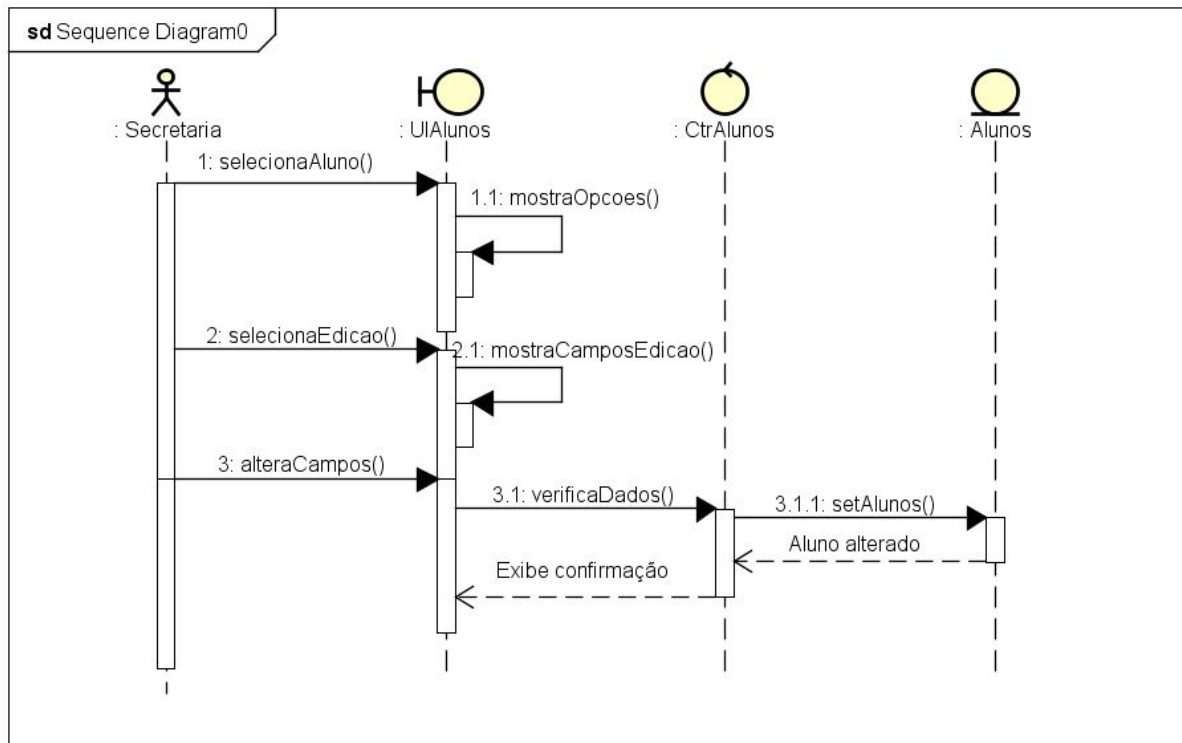 sd Sequence Diagram0
: Secretaria
: UIAlunos
: CtrAlunos
: Alunos
1: selecionaAluno()
1.1: mostraOpcoes()
2: selecionaEdicao()
2.1: mostraCamposEdicao()
3: alteraCampos()
3.1: verificaDados()
3.1.1: setAlunos()
Aluno alterado
Exibe confirmação